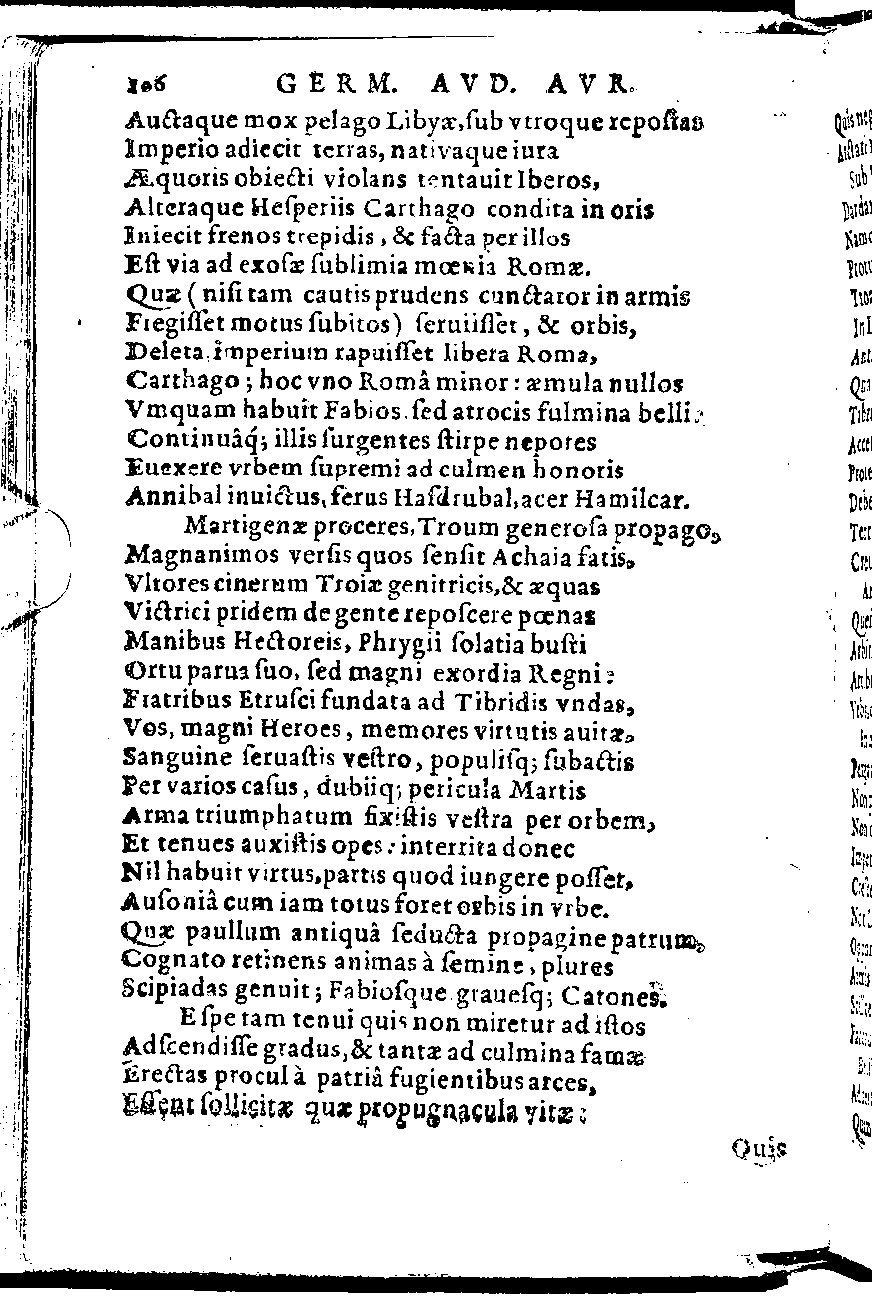 106 GERM. AVD. AVR.
Auctaque mox pelago Libyæ, ſub vtroque repoſtas
Imperio adiecit terras, nativaque iura
Æquoris obiecti violans tentauit Iberos,
Alteraque Heſperiis Carthago condita in oris
Iniecit frenos trepidis, & facta per illos
Eſt via ad exoſæ ſublimia mœnia Romæ.
Quæ (niſi tam cautis prudens cunctator in armis
Fregiſſet motus ſubitos) ſeruiiſſet, & orbis,
Deleta imperium rapuiſſet libera Roma,
Carthago; hoc vno Româ minor: æmula nullos
Vmquam habuit Fabios. ſed atrocis fulmina belli:
Continuâq́; illis ſurgentes ſtirpe nepotes
Euexere vrbem ſupremi ad culmen honoris
Annibal inuictus, ferus Haſdrubal, acer Hamilcar.
Martigenæ proceres, Troum generoſa propago,
Magnanimos verſis quos ſenſit Achaia fatis,
Vltores cinerum Troiæ genitricis, & æquas
Victrici pridem de gente repoſcere pœnas
Manibus Hectoreis, Phrygii ſolatia buſti
Ortu parua ſuo, ſed magni exordia Regni:
Fratribus Etruſci fundata ad Tibridis vndas,
Vos, magni Heroes, memores virtutis auitæ,
Sanguine ſeruaſtis veſtro, populiſq; ſubactis
Per varios caſus, dubiiq; pericula Martis
Arma triumphatum fixiſtis veſtra per orbem,
Et tenues auxiſtis opes: interrita donec
Nil habuit virtus, partis quod iungere poſſet,
Auſoniâ cum iam totus foret orbis in vrbe.
Quæ paullum antiquâ ſeducta propagine patrum,
Cognato retinens animas à ſemine, plures
Scipiadas genuit; Fabioſque graueſq; Catones.
E ſpe tam tenui quis non miretur ad iſtos
Adſcendiſſe gradus, & tantæ ad culmina famæ
Erectas procul à patriâ fugientibus arces,
Eſſent ſollicitæ quæ propugnacula vitæ:
Quis